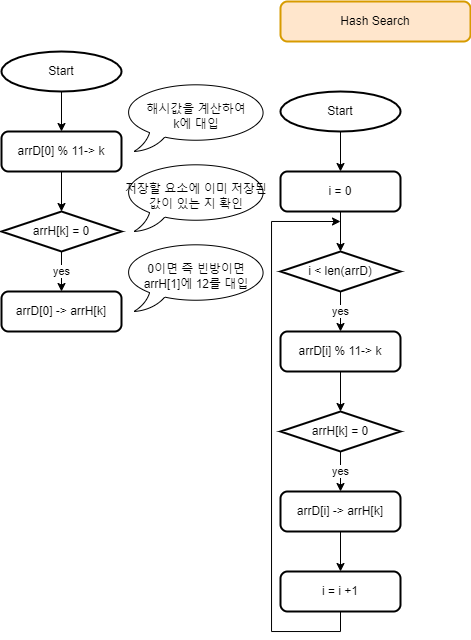 Hash Search
Start
해시값을 계산하여
k에 대입
arrD[0] % 11-> k
저장할 요소에 이미 저장된
값이 있는 지 확인
arrH[k] = 0
yes
0이면 즉 빈방이면
arrH[1]에 12를 대입
arrD[0] -> arrH[k]
Start
i = 0
i < len(arrD)
yes
arrD[i] % 11-> k
arrH[k] = 0
yes
arrD[i] -> arrH[k]
i = i +1